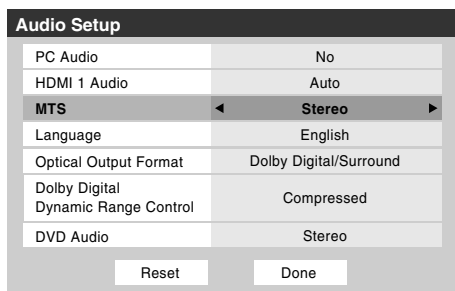 Audio Setup
PC Audio No
HDMI 1 Audio Auto
MTS Stereo
Language English
Optical Output Format Dolby Digital/Surround
Dolby Digital
Dynamic Range Control Compressed
DVD Audio Stereo
Reset Done